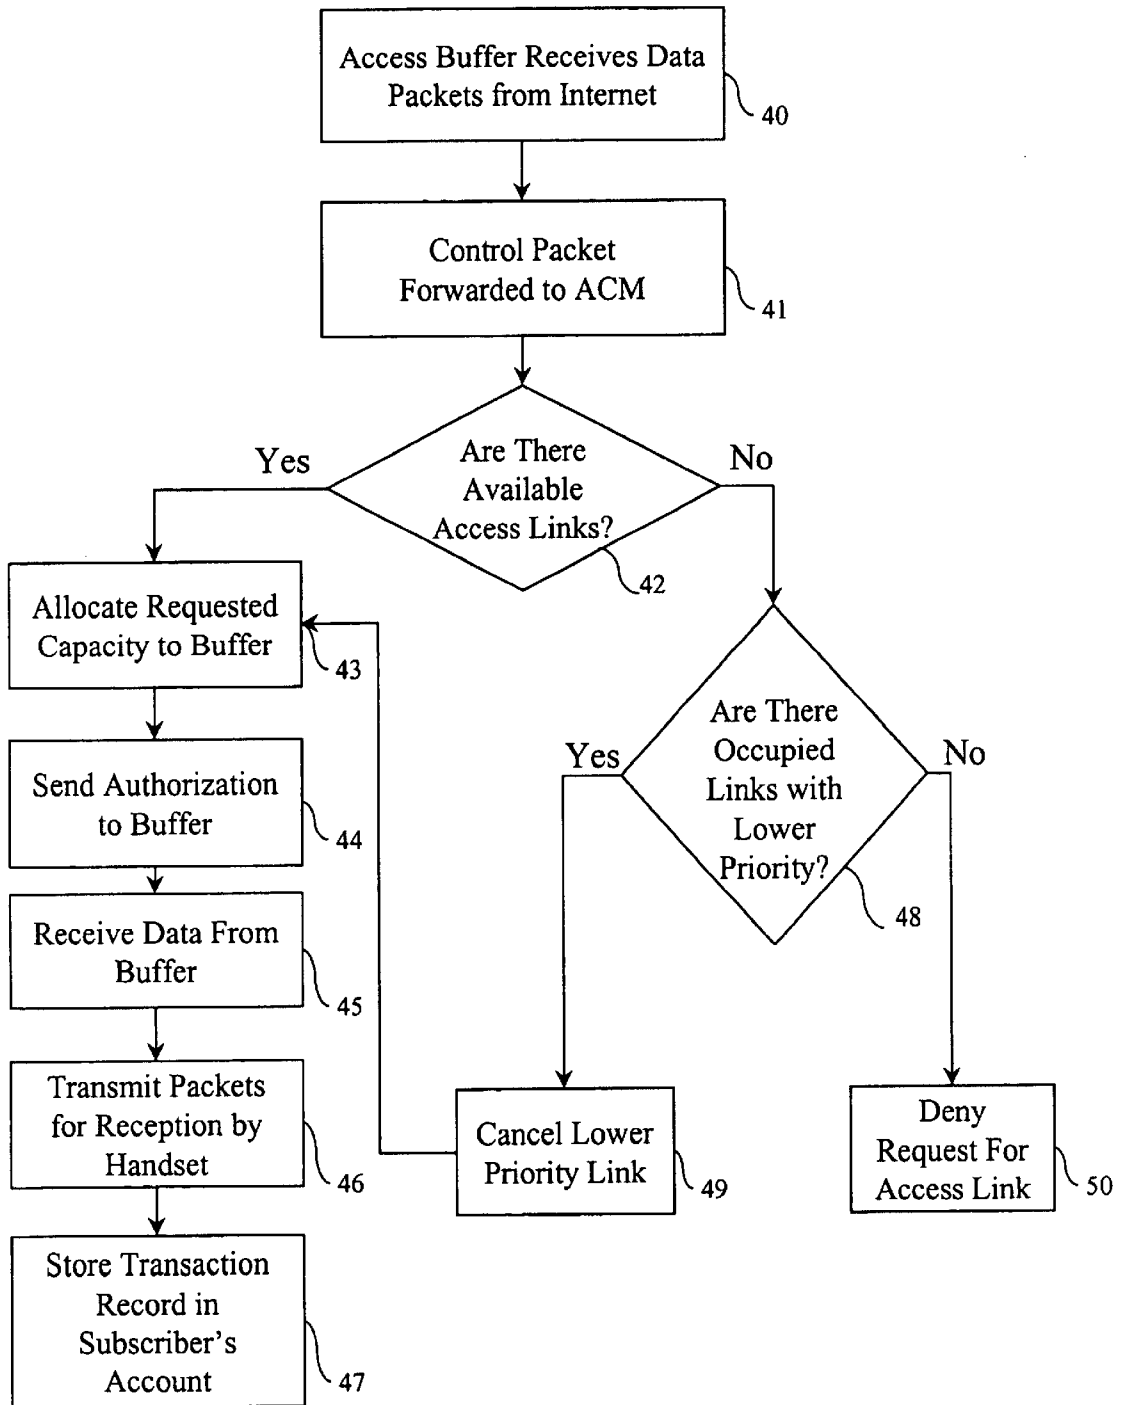 Access Buffer Receives Data
Packets from Internet
40
Control Packet
Forwarded to ACM
41
Are There
Available
Access Links?
42
Yes
No
Allocate Requested
Capacity to Buffer
43
Send Authorization
to Buffer
44
Receive Data From
Buffer
45
Transmit Packets
for Reception by
Handset
46
Store Transaction
Record in
Subscriber's
Account
47
Are There
Occupied
Links with
Lower
Priority?
48
Yes
No
Cancel Lower
Priority Link
49
Deny
Request For
Access Link
50